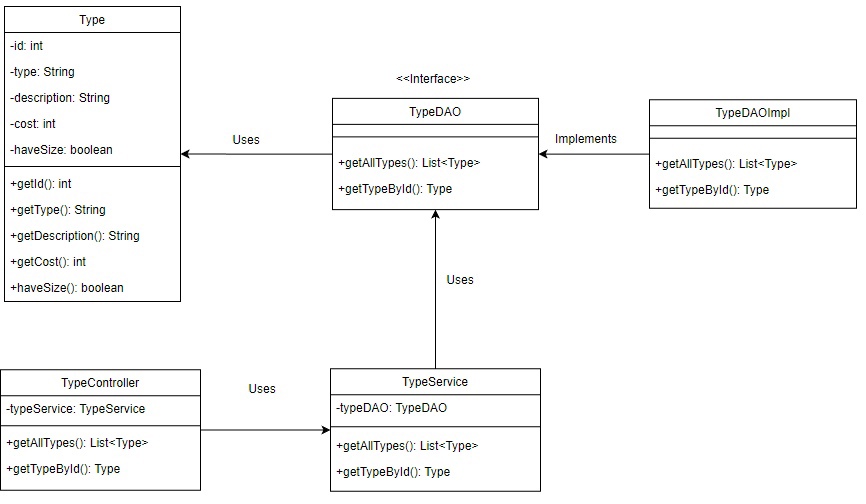 Type
-id: int
-type: String
-description: String
-cost: int
-haveSize: boolean
+getId(): int
+getType(): String
+getDescription(): String
+getCost(): int
+haveSize(): boolean
Uses
<<Interface>>
TypeDAO
+getAllTypes(): List<Type>
+getTypeById(): Type
Implements
TypeDAOImpl
+getAllTypes(): List<Type>
+getTypeById(): Type
Uses
TypeController
-typeService: TypeService
+getAllTypes(): List<Type>
+getTypeById(): Type
Uses
TypeService
-typeDAO: TypeDAO
+getAllTypes(): List<Type>
+getTypeById(): Type